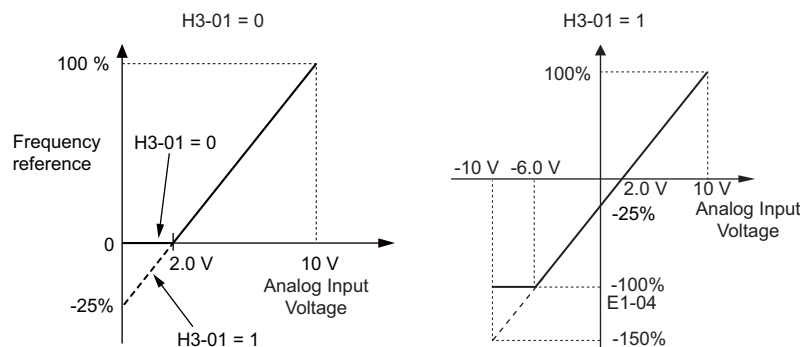 H3-01 = 0
100 %
Frequency
reference
H3-01 = 0
0
2.0 V
10 V
Analog Input
Voltage
-25%
H3-01 = 1
H3-01 = 1
100%
-10 V
-6.0 V
2.0 V
10 V
Analog Input
Voltage
-25%
-100%
E1-04
-150%